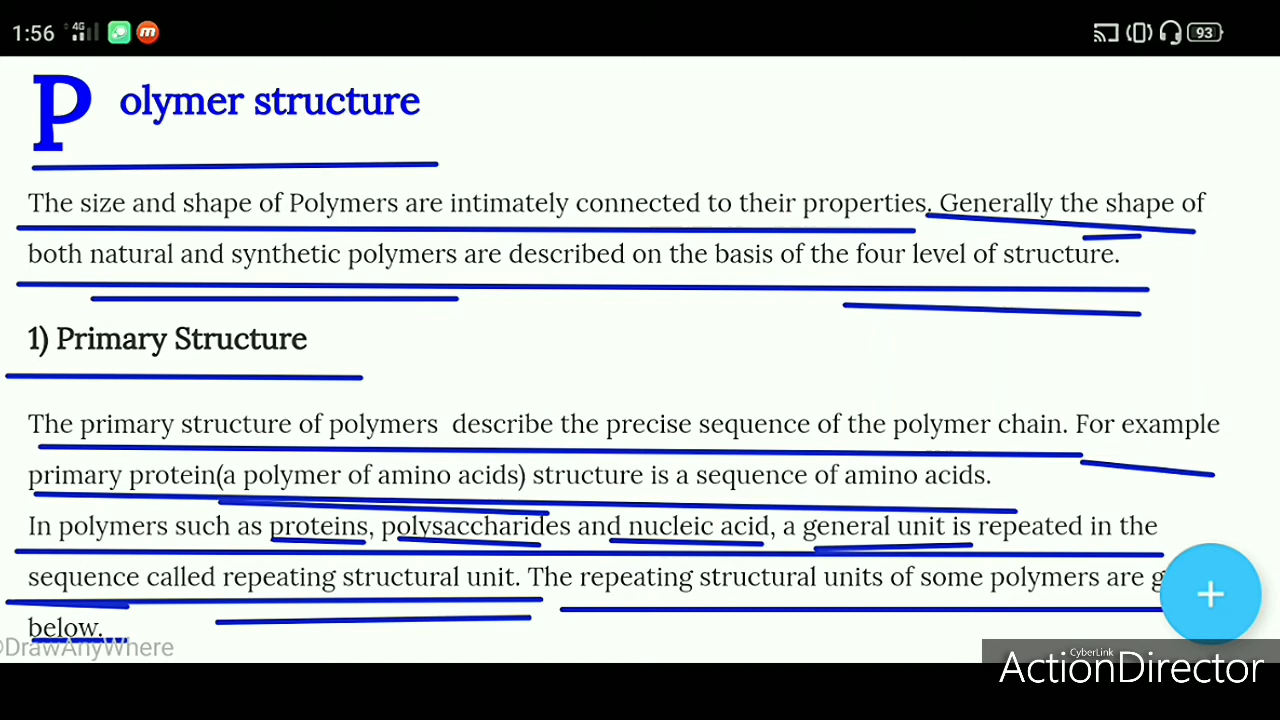 1:56 4G 93
Polymer structure
The size and shape of Polymers are intimately connected to their properties. Generally the shape of
both natural and synthetic polymers are described on the basis of the four level of structure.
1) Primary Structure
The primary structure of polymers describe the precise sequence of the polymer chain. For example
primary protein(a polymer of amino acids) structure is a sequence of amino acids.
In polymers such as proteins, polysaccharides and nucleic acid, a general unit is repeated in the
sequence called repeating structural unit. The repeating structural units of some polymers are g
below.
©DrawAnyWhere
CyberLink
ActionDirector